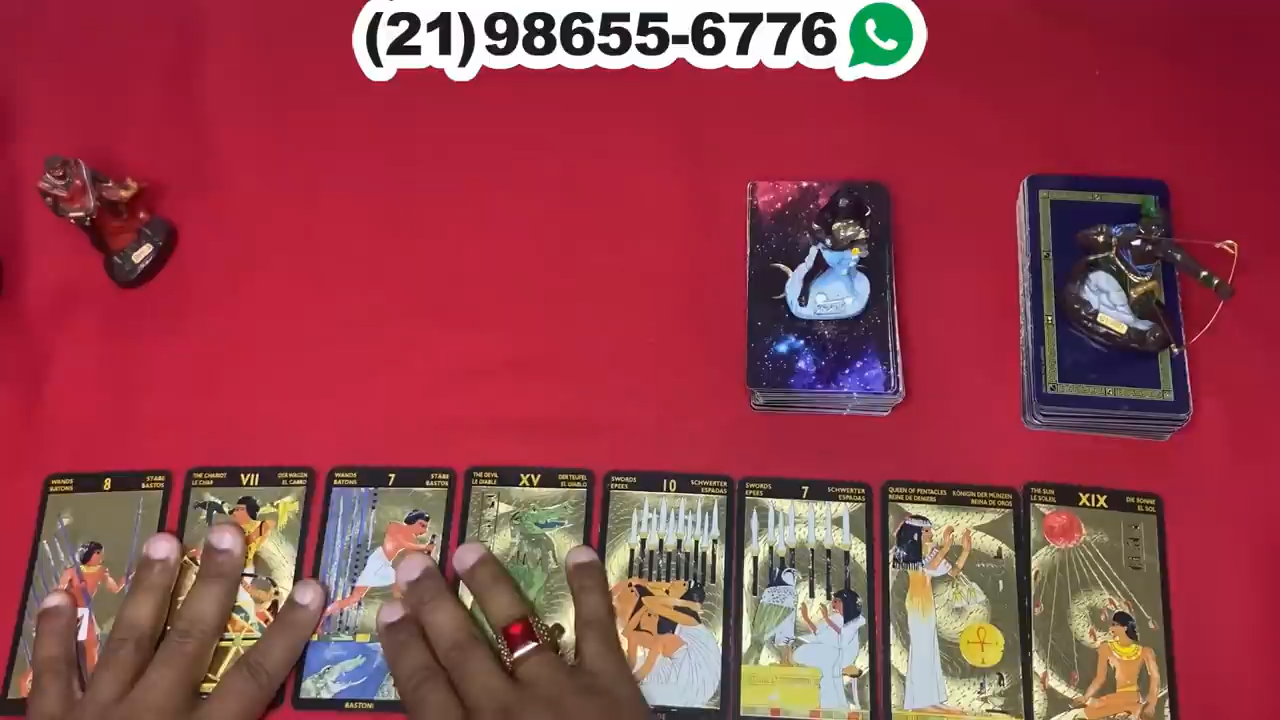 (21)98655-6776
WANDS
BATONS
8
STÄBE
BASTOS
THE CHARIOT
LE CHAR
VII
DER WAGEN
EL CARRO
WANDS
BATONS
7
STÄBE
BASTOS
BASTONI
THE DEVIL
LE DIABLE
XV
DER TEUFEL
EL DIABLO
SWORDS
EPEES
10
SCHWERTER
ESPADAS
SWORDS
EPEES
7
SCHWERTER
ESPADAS
QUEEN OF PENTACLES
REINE DE DENIERS
KÖNIGIN DER MÜNZEN
REINA DE OROS
THE SUN
LE SOLEIL
XIX
DIE SONNE
EL SOL